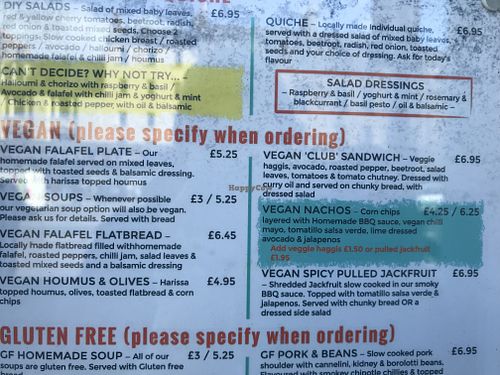 DIY SALADS – Salad of mixed baby leaves, £6.95
red & yellow cherry tomatoes, beetroot, radish,
red onion & toasted mixed seeds. Choose 2
toppings: Slow cooked chicken breast / roasted
peppers / avocado / halloumi / chorizo /
homemade falafel & chilli jam / houmus
CAN'T DECIDE? WHY NOT TRY... –
Halloumi & chorizo with raspberry & basil /
Avocado & falafel with chilli jam & yoghurt & mint
/ Chicken & roasted pepper, with oil & balsamic
QUICHE – Locally made individual quiche, £6.95
served with a dressed salad of mixed baby leaves,
tomatoes, beetroot, radish, red onion, toasted
seeds and your choice of dressing. Ask for today's
flavour
SALAD DRESSINGS
– Raspberry & basil / yoghurt & mint / rosemary &
blackcurrant / basil pesto / oil & balsamic –
VEGAN (please specify when ordering)
VEGAN FALAFEL PLATE – Our £5.25
homemade falafel served on mixed leaves,
topped with toasted seeds & balsamic dressing.
Served with harissa topped houmus
VEGAN SOUPS – Whenever possible £3 / 5.25
our vegetarian soup option will also be vegan.
Please ask us for details. Served with bread
VEGAN FALAFEL FLATBREAD – £6.45
Locally made flatbread filled withhomemade
falafel, roasted peppers, chilli jam, salad leaves &
toasted mixed seeds and a balsamic dressing
VEGAN HOUMUS & OLIVES – Harissa £4.95
topped houmus, olives, toasted flatbread & corn
chips
VEGAN 'CLUB' SANDWICH – Veggie £6.95
haggis, avocado, roasted pepper, beetroot, salad
leaves, tomatoes & tomato chutney. Dressed with
curry oil and served on chunky bread, with
dressed salad
VEGAN NACHOS – Corn chips £4.25 / 6.25
layered with Homemade BBQ sauce, vegan chilli
mayo, tomatillo salsa verde, lime dressed
avocado & jalapenos
Add veggie haggis £1.50 or pulled jackfruit
£1.95
VEGAN SPICY PULLED JACKFRUIT £6.95
– Shredded Jackfruit slow cooked in our smoky
BBQ sauce. Topped with tomatillo salsa verde &
jalapenos. Served with chunky bread OR a
dressed side salad
GLUTEN FREE (please specify when ordering)
GF HOMEMADE SOUP – All of our £3 / 5.25
soups are gluten free. Served with Gluten free
GF PORK & BEANS – Slow cooked pork £6.95
shoulder with cannelini, kidney & borolotti beans.
Flavoured with smokey chipotle chillies & topped